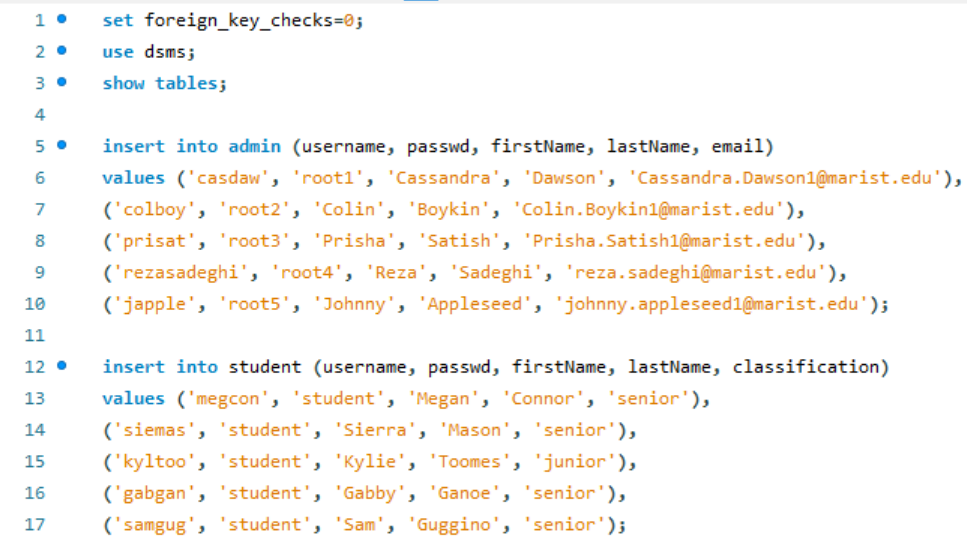 1 set foreign_key_checks=0;
2 use dsms;
3 show tables;
4
5 insert into admin (username, passwd, firstName, lastName, email)
6 values ('casdaw', 'root1', 'Cassandra', 'Dawson', 'Cassandra.Dawson1@marist.edu'),
7 ('colboy', 'root2', 'Colin', 'Boykin', 'Colin.Boykin1@marist.edu'),
8 ('prisat', 'root3', 'Prisha', 'Satish', 'Prisha.Satish1@marist.edu'),
9 ('rezasadeghi', 'root4', 'Reza', 'Sadeghi', 'reza.sadeghi@marist.edu'),
10 ('japple', 'root5', 'Johnny', 'Appleseed', 'johnny.appleseed1@marist.edu');
11
12 insert into student (username, passwd, firstName, lastName, classification)
13 values ('megcon', 'student', 'Megan', 'Connor', 'senior'),
14 ('siemas', 'student', 'Sierra', 'Mason', 'senior'),
15 ('kyltoo', 'student', 'Kylie', 'Toomes', 'junior'),
16 ('gabgan', 'student', 'Gabby', 'Ganoe', 'senior'),
17 ('samgug', 'student', 'Sam', 'Guggino', 'senior');